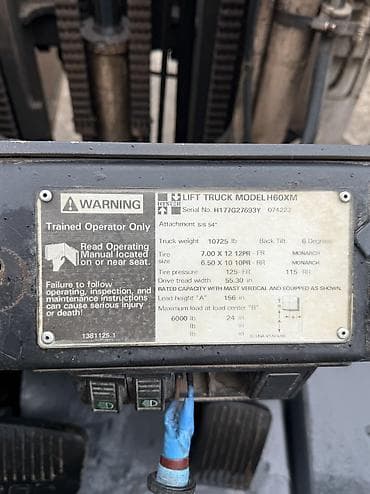 WARNING
Trained Operator Only
Read Operating
Manual located
on or near seat.
Failure to follow
operating, inspection, and
maintenance instructions
can cause serious injury
or death!
1381125.1
HYSTER
LIFT TRUCK MODEL H60XM
Serial No. H177G27693Y 074223
Attachment S/S 54"
Truck weight 10725 lb Back Tilt 6 Degrees
Tire 7.00 X 12 12PR - FR MONARCH
SIZE 6.50 X 10 10PR - RR MONARCH
Tire pressure 125 - FR 115 RR
Drive tread width 55.30 in
RATED CAPACITY WITH MAST VERTICAL AND EQUIPPED AS SHOWN.
Load height "A" 156 in
Maximum load at load center "B"
6000 lb 24 in
lb in
lb in